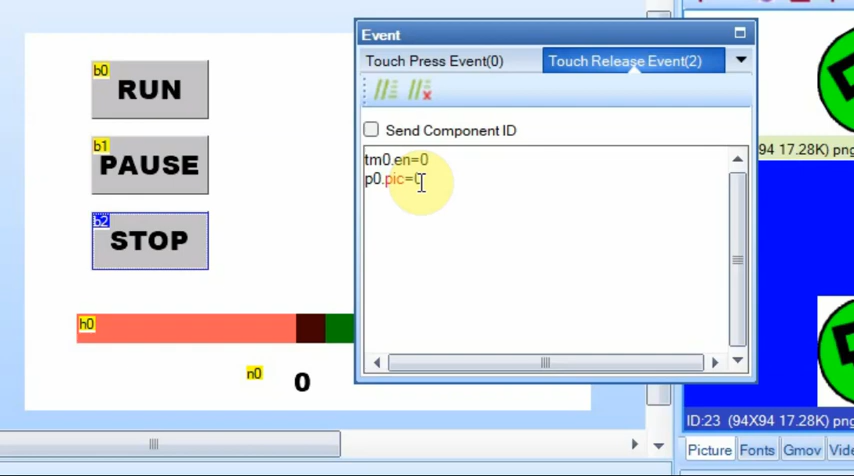 Event
Touch Press Event(0)
Touch Release Event(2)
Send Component ID
tm0.en=0
p0.pic=0
b0
RUN
b1
PAUSE
b2
STOP
h0
n0
0
94 17.28K) png
ID:23 (94X94 17.28K) png
Picture
Fonts
Gmov
Vide